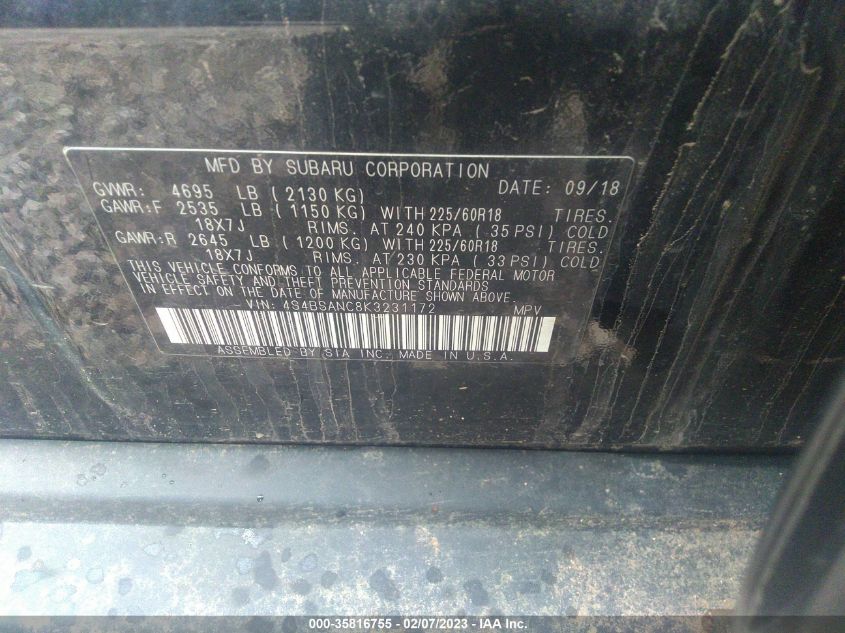 MFD BY SUBARU CORPORATION
GVWR: 4695 LB ( 2130 KG) DATE: 09/18
GAWR:F 2535 LB ( 1150 KG) WITH 225/60R18 TIRES.
18X7J RIMS. AT 240 KPA ( 35 PSI) COLD
GAWR:R 2645 LB ( 1200 KG) WITH 225/60R18 TIRES.
18X7J RIMS. AT 230 KPA ( 33 PSI) COLD
THIS VEHICLE CONFORMS TO ALL APPLICABLE FEDERAL MOTOR
VEHICLE SAFETY AND THEFT PREVENTION STANDARDS
IN EFFECT ON THE DATE OF MANUFACTURE SHOWN ABOVE.
VIN: 4S4BSANC8K3231172 MPV
ASSEMBLED BY SIA INC. MADE IN U.S.A.
000-35816755 - 02/07/2023 - IAA Inc.